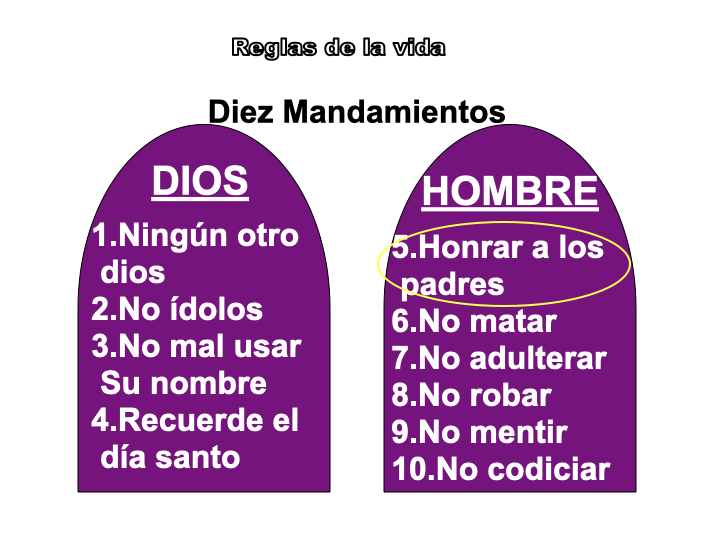 Reglas de la vida
Diez Mandamientos
DIOS
1.Ningún otro
dios
2.No ídolos
3.No mal usar
Su nombre
4.Recuerde el
día santo
HOMBRE
5.Honrar a los
padres
6.No matar
7.No adulterar
8.No robar
9.No mentir
10.No codiciar